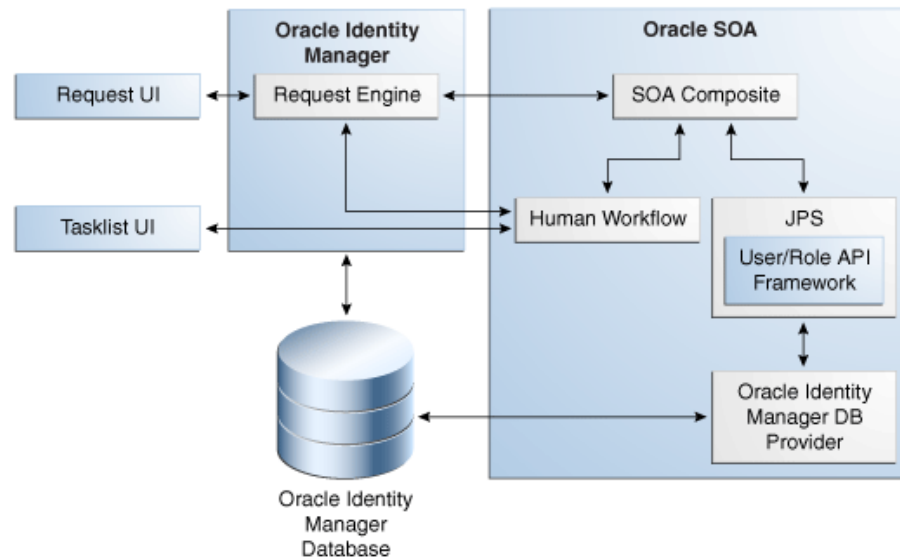 Oracle Identity
Manager
Oracle SOA
Request UI
Request Engine
SOA Composite
Tasklist UI
Human Workflow
JPS
User/Role API
Framework
Oracle Identity
Manager DB
Provider
Oracle Identity
Manager
Database